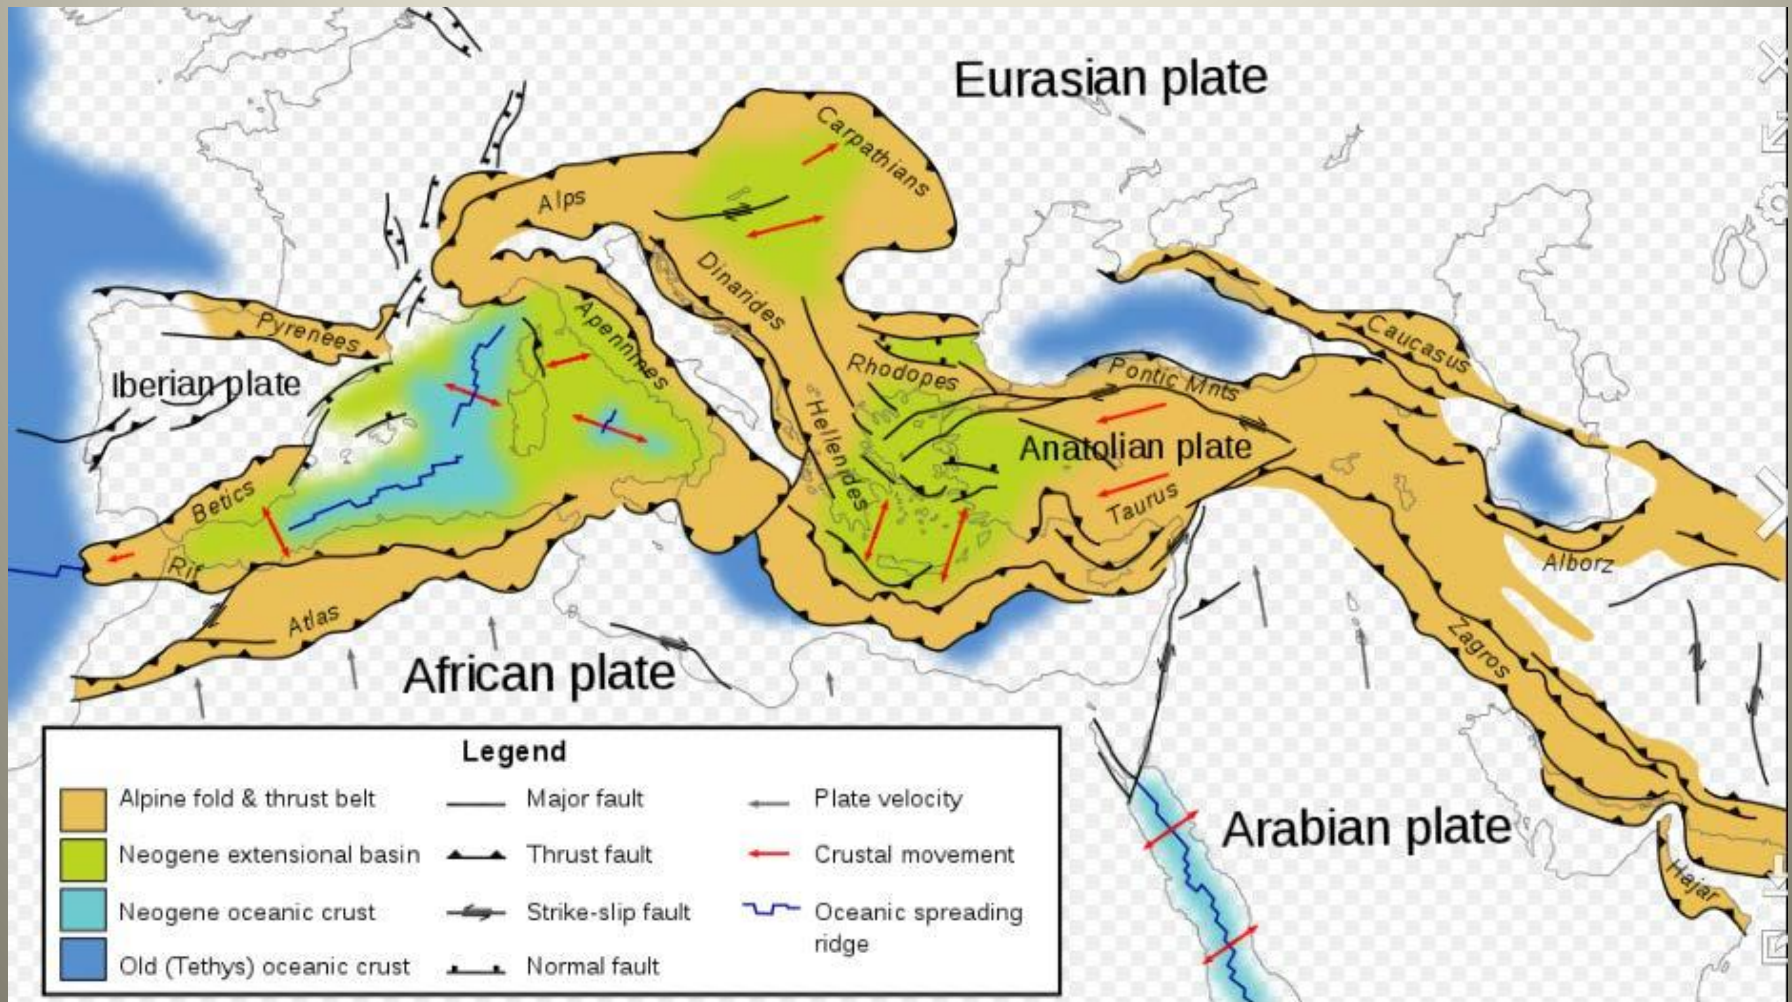 Eurasian plate
Carpathians
Alps
Dinarides
Pyrenees
Apennines
Caucasus
Iberian plate
Rhodopes
Pontic Mnts
Hellenides
Anatolian plate
Betics
Taurus
Rif
Alborz
Atlas
Zagros
African plate
Arabian plate
Hajar
Legend
Alpine fold & thrust belt
Major fault
Plate velocity
Neogene extensional basin
Thrust fault
Crustal movement
Neogene oceanic crust
Strike-slip fault
Oceanic spreading
ridge
Old (Tethys) oceanic crust
Normal fault